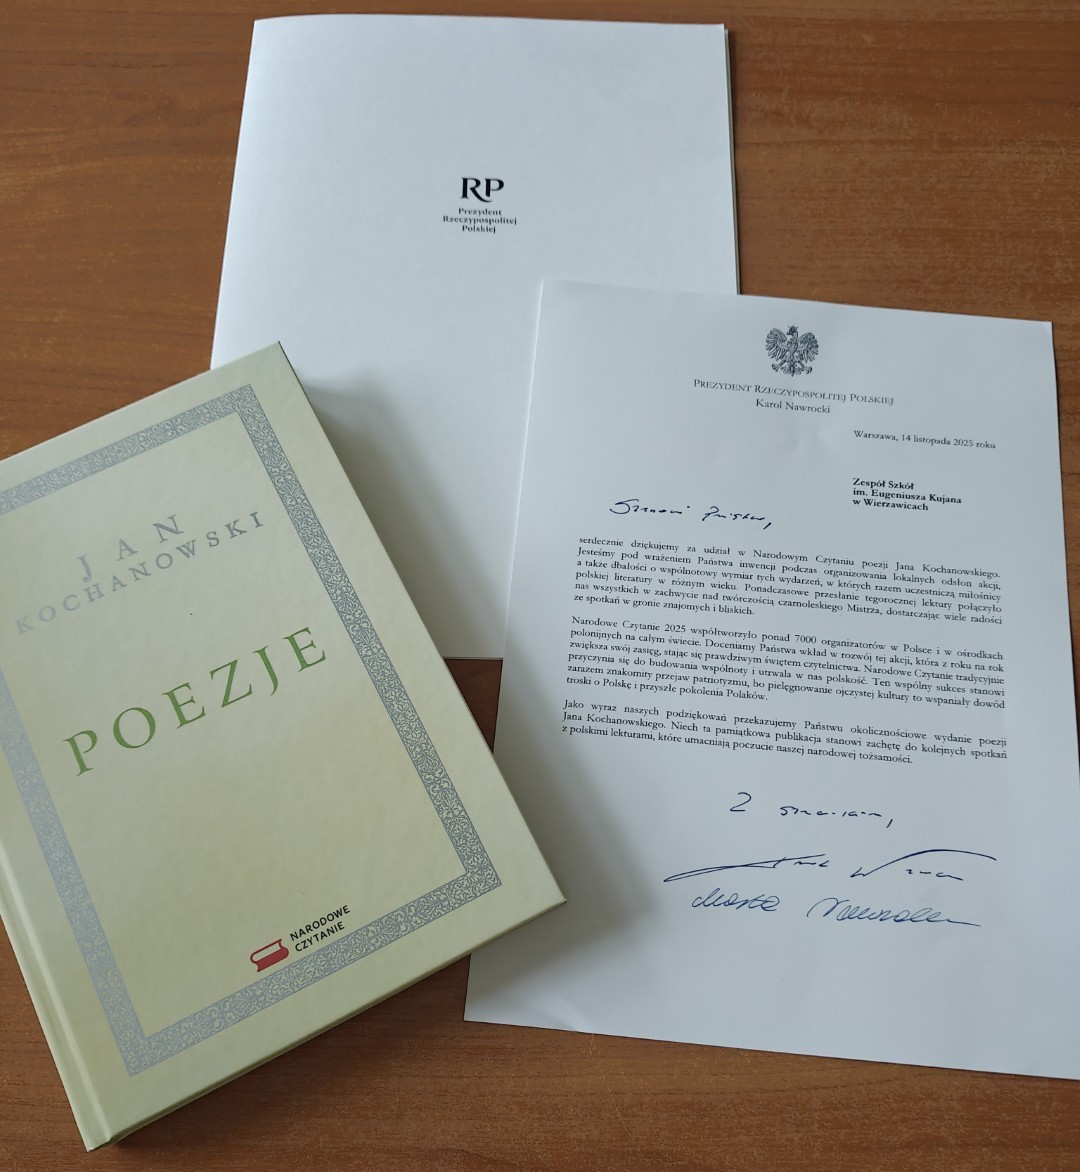 RP
Prezydent
Rzeczypospolitej
Polskiej
JAN
KOCHANOWSKI
POEZJE
NARODOWE
CZYTANIE
PREZYDENT RZECZYPOSPOLITEJ POLSKIEJ
Karol Nawrocki
Warszawa, 14 listopada 2025 roku
Zespół Szkół
im. Eugeniusza Kujana
w Wierzawicach
Szanowni Państwo,
serdecznie dziękujemy za udział w Narodowym Czytaniu poezji Jana Kochanowskiego.
Jesteśmy pod wrażeniem Państwa inwencji podczas organizowania lokalnych odsłon akcji,
a także dbałości o wspólnotowy wymiar tych wydarzeń, w których razem uczestniczą miłośnicy
polskiej literatury w różnym wieku. Ponadczasowe przesłanie tegorocznej lektury połączyło
nas wszystkich w zachwycie nad twórczością czarnoleskiego Mistrza, dostarczając wiele radości
ze spotkań w gronie znajomych i bliskich.
Narodowe Czytanie 2025 współtworzyło ponad 7000 organizatorów w Polsce i w ośrodkach
polonijnych na całym świecie. Doceniamy Państwa wkład w rozwój tej akcji, która z roku na rok
zwiększa swój zasięg, stając się prawdziwym świętem czytelnictwa. Narodowe Czytanie tradycyjnie
przyczynia się do budowania wspólnoty i utrwala w nas polskość. Ten wspólny sukces stanowi
zarazem znakomity przejaw patriotyzmu, bo pielęgnowanie ojczystej kultury to wspaniały dowód
troski o Polskę i przyszłe pokolenia Polaków.
Jako wyraz naszych podziękowań przekazujemy Państwu okolicznościowe wydanie poezji
Jana Kochanowskiego. Niech ta pamiątkowa publikacja stanowi zachętę do kolejnych spotkań
z polskimi lekturami, które umacniają poczucie naszej narodowej tożsamości.
Z
Marta Nawrocka